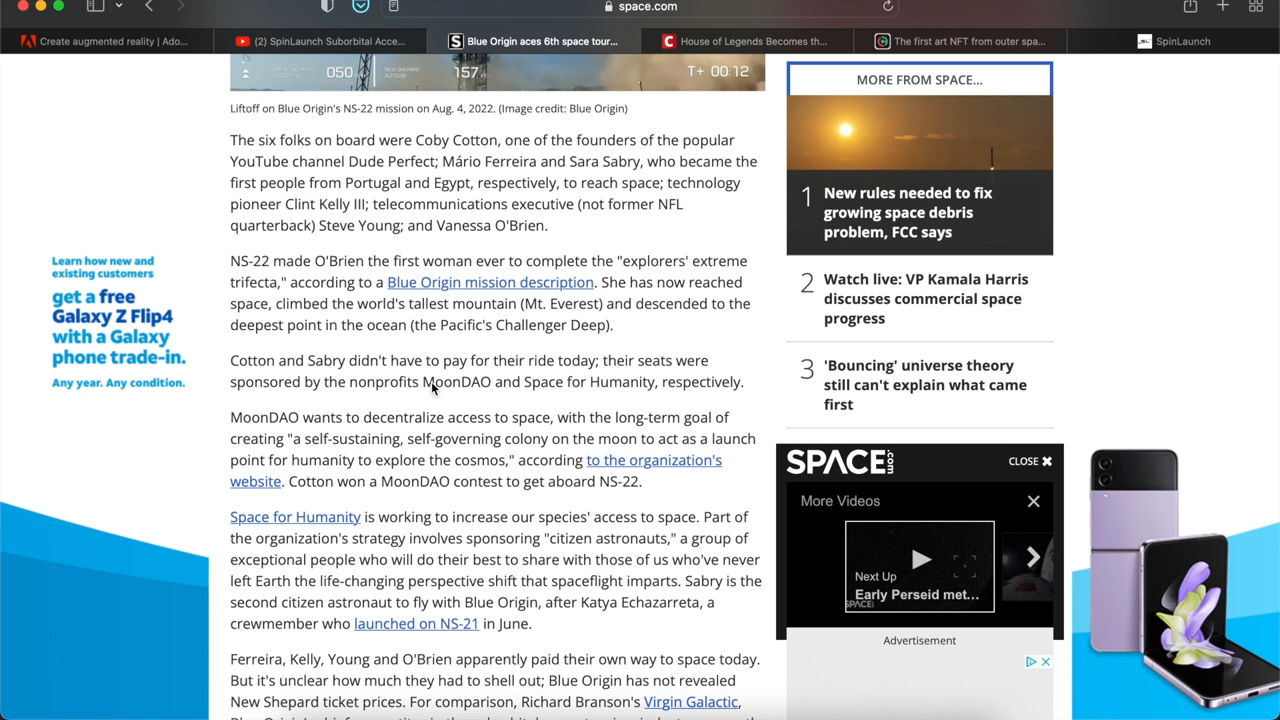 space.com
Create augmented reality | Ado...
(2) SpinLaunch Suborbital Acce...
Blue Origin aces 6th space tour...
House of Legends Becomes th...
The first art NFT from outer spa...
SpinLaunch
050
157
T+ 00:12
Liftoff on Blue Origin's NS-22 mission on Aug. 4, 2022. (Image credit: Blue Origin)
The six folks on board were Coby Cotton, one of the founders of the popular
YouTube channel Dude Perfect; Mário Ferreira and Sara Sabry, who became the
first people from Portugal and Egypt, respectively, to reach space; technology
pioneer Clint Kelly III; telecommunications executive (not former NFL
quarterback) Steve Young; and Vanessa O'Brien.
NS-22 made O'Brien the first woman ever to complete the "explorers' extreme
trifecta," according to a Blue Origin mission description. She has now reached
space, climbed the world's tallest mountain (Mt. Everest) and descended to the
deepest point in the ocean (the Pacific's Challenger Deep).
Cotton and Sabry didn't have to pay for their ride today; their seats were
sponsored by the nonprofits MoonDAO and Space for Humanity, respectively.
MoonDAO wants to decentralize access to space, with the long-term goal of
creating "a self-sustaining, self-governing colony on the moon to act as a launch
point for humanity to explore the cosmos," according to the organization's
website. Cotton won a MoonDAO contest to get aboard NS-22.
Space for Humanity is working to increase our species' access to space. Part of
the organization's strategy involves sponsoring "citizen astronauts," a group of
exceptional people who will do their best to share with those of us who've never
left Earth the life-changing perspective shift that spaceflight imparts. Sabry is the
second citizen astronaut to fly with Blue Origin, after Katya Echazarreta, a
crewmember who launched on NS-21 in June.
Ferreira, Kelly, Young and O'Brien apparently paid their own way to space today.
But it's unclear how much they had to shell out; Blue Origin has not revealed
New Shepard ticket prices. For comparison, Richard Branson's Virgin Galactic,
Learn how new and
existing customers
get a free
Galaxy Z Flip4
with a Galaxy
phone trade-in.
Any year. Any condition.
MORE FROM SPACE...
1 New rules needed to fix
growing space debris
problem, FCC says
2 Watch live: VP Kamala Harris
discusses commercial space
progress
3 'Bouncing' universe theory
still can't explain what came
first
SPACE.com
CLOSE
More Videos
Next Up
Early Perseid met...
SPACE
Advertisement